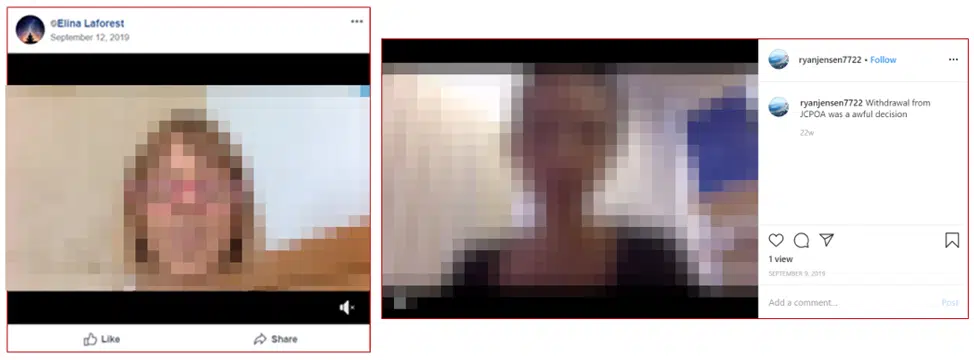 ©Elina Laforest
September 12, 2019
Like
Share
ryanjensen7722 • Follow
ryanjensen7722 Withdrawal from
JCPOA was a awful decision
22w
1 view
SEPTEMBER 9, 2019
Add a comment...
Post